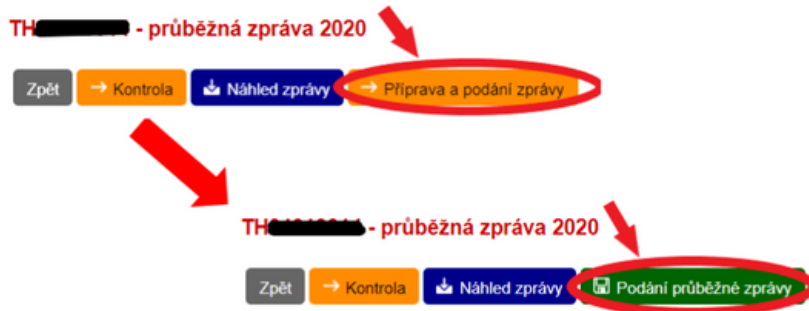 TH - průběžná zpráva 2020
Zpět → Kontrola Náhled zprávy → Příprava a podání zprávy
TH - průběžná zpráva 2020
Zpět → Kontrola Náhled zprávy Podání průběžné zprávy